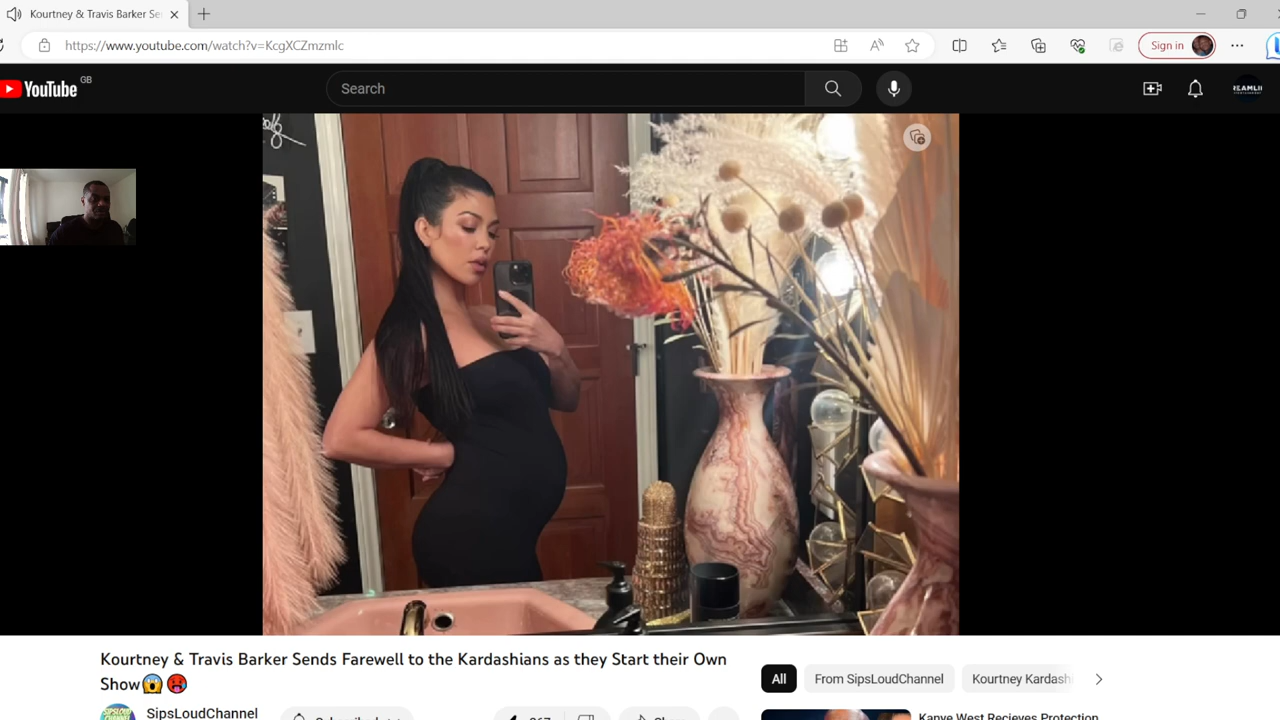 Kourtney & Travis Barker Se
https://www.youtube.com/watch?v=KcgXCZmzmlc
Sign in
YouTube GB
Search
Kourtney & Travis Barker Sends Farewell to the Kardashians as they Start their Own
Show😱🥵
All
From SipsLoudChannel
Kourtney Kardash
SipsLoudChannel
Kanye West Recieves Protection